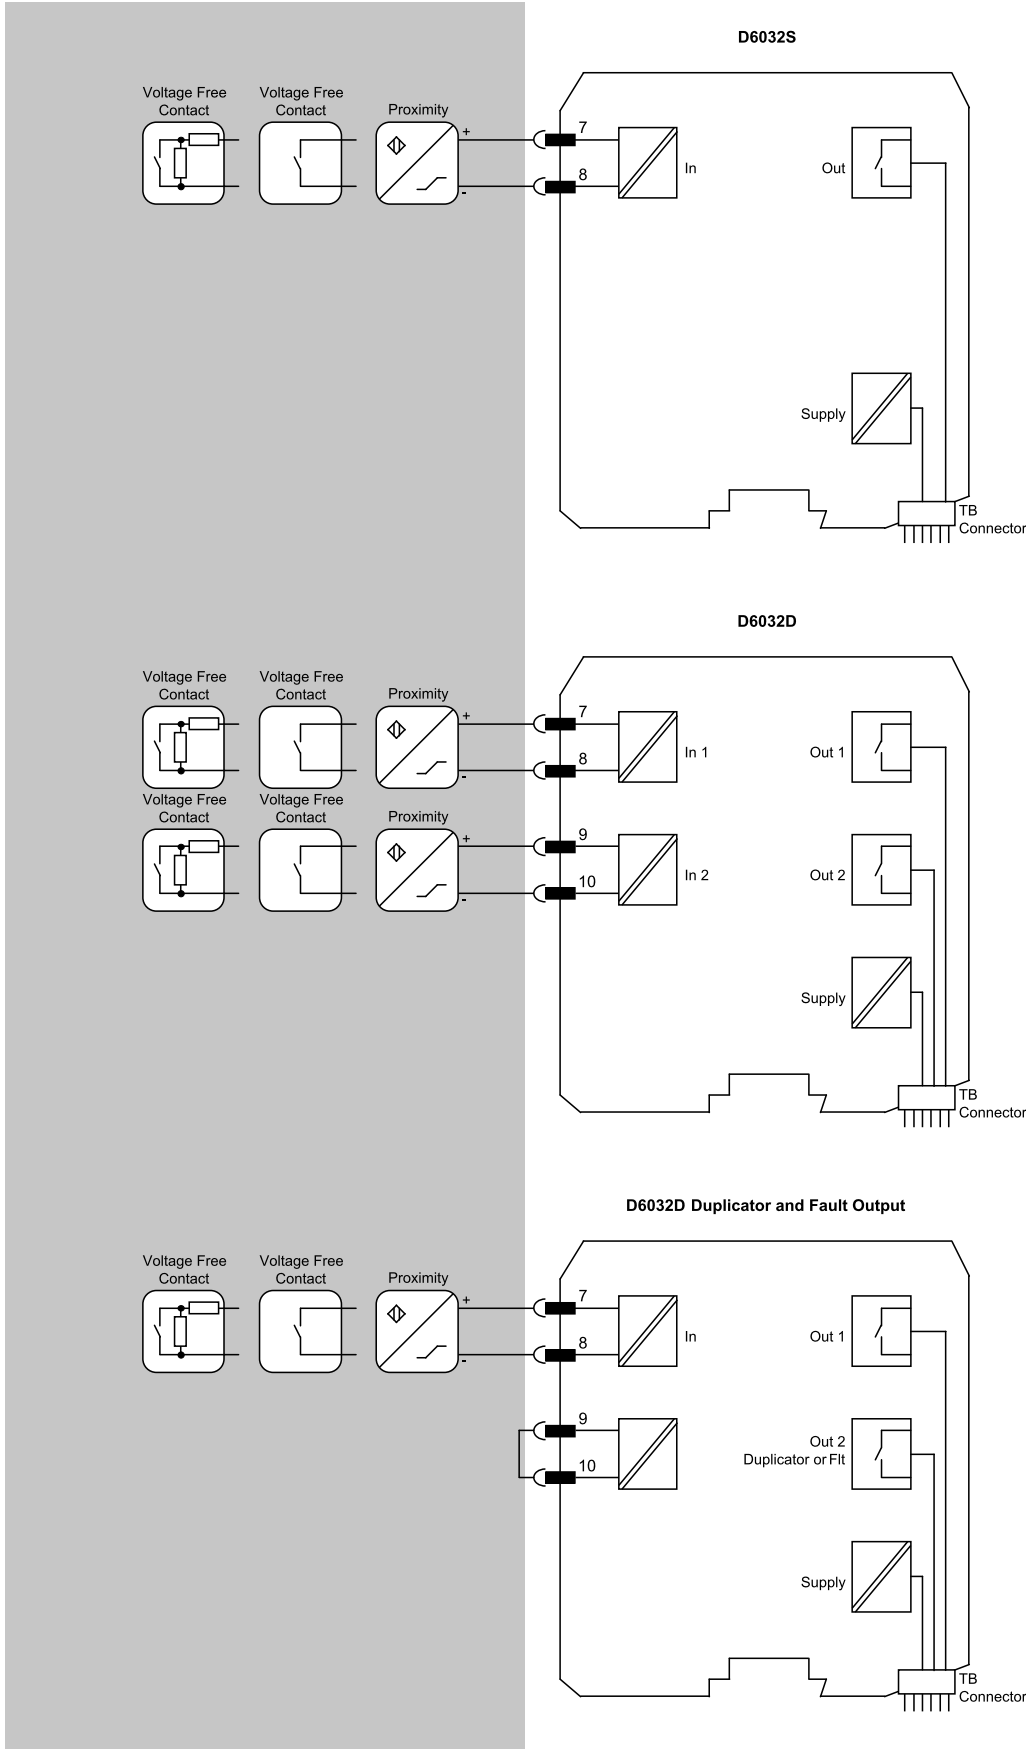 D6032S
Voltage Free
Contact
Voltage Free
Contact
Proximity
+
-
7
8
In
Out
Supply
TB
Connector
D6032D
Voltage Free
Contact
Voltage Free
Contact
Proximity
+
-
7
8
In 1
Out 1
Voltage Free
Contact
Voltage Free
Contact
Proximity
+
-
9
10
In 2
Out 2
Supply
TB
Connector
D6032D Duplicator and Fault Output
Voltage Free
Contact
Voltage Free
Contact
Proximity
+
-
7
8
In
Out 1
9
10
Out 2
Duplicator or Flt
Supply
TB
Connector